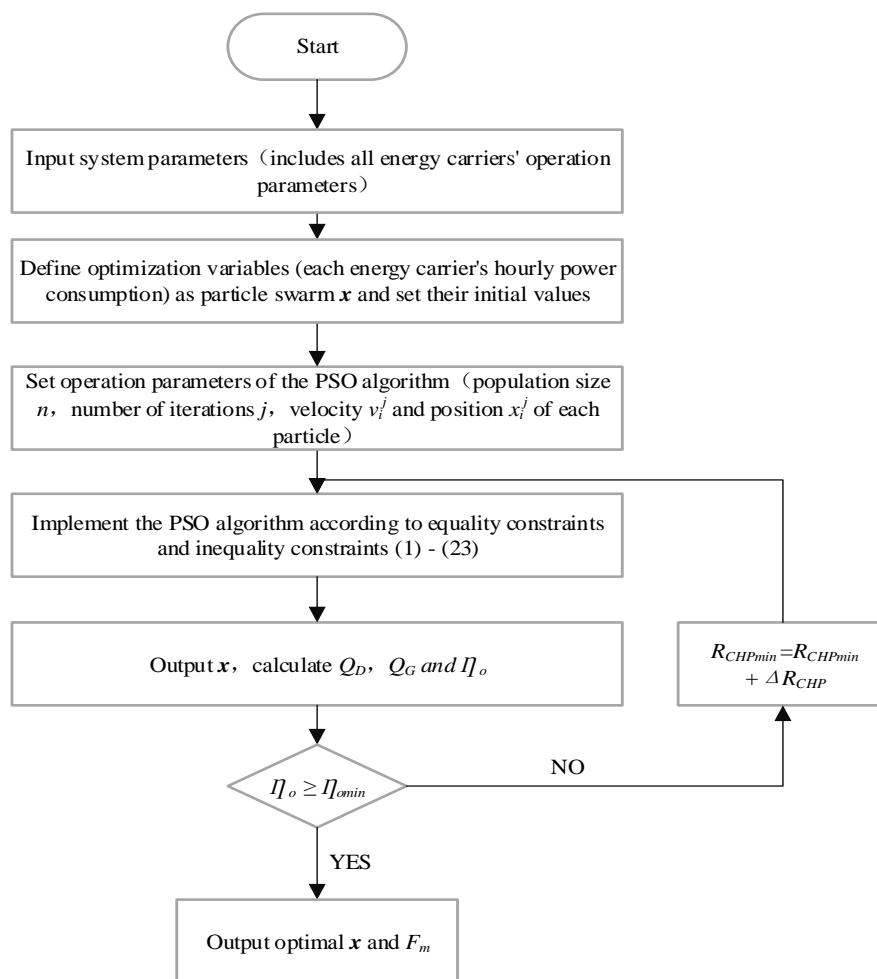 Start
Input system parameters（includes all energy carriers' operation
parameters）
Define optimization variables (each energy carrier's hourly power
consumption) as particle swarm x and set their initial values
Set operation parameters of the PSO algorithm（population size
n，number of iterations j，velocity v_i^j and position x_i^j of each
particle）
Implement the PSO algorithm according to equality constraints
and inequality constraints (1) - (23)
Output x，calculate Q_D，Q_G and Πη_o
R_CHPmin=R_CHPmin
+ ΔR_CHP
Πη_o ≥ Πη_omin
NO
YES
Output optimal x and F_m